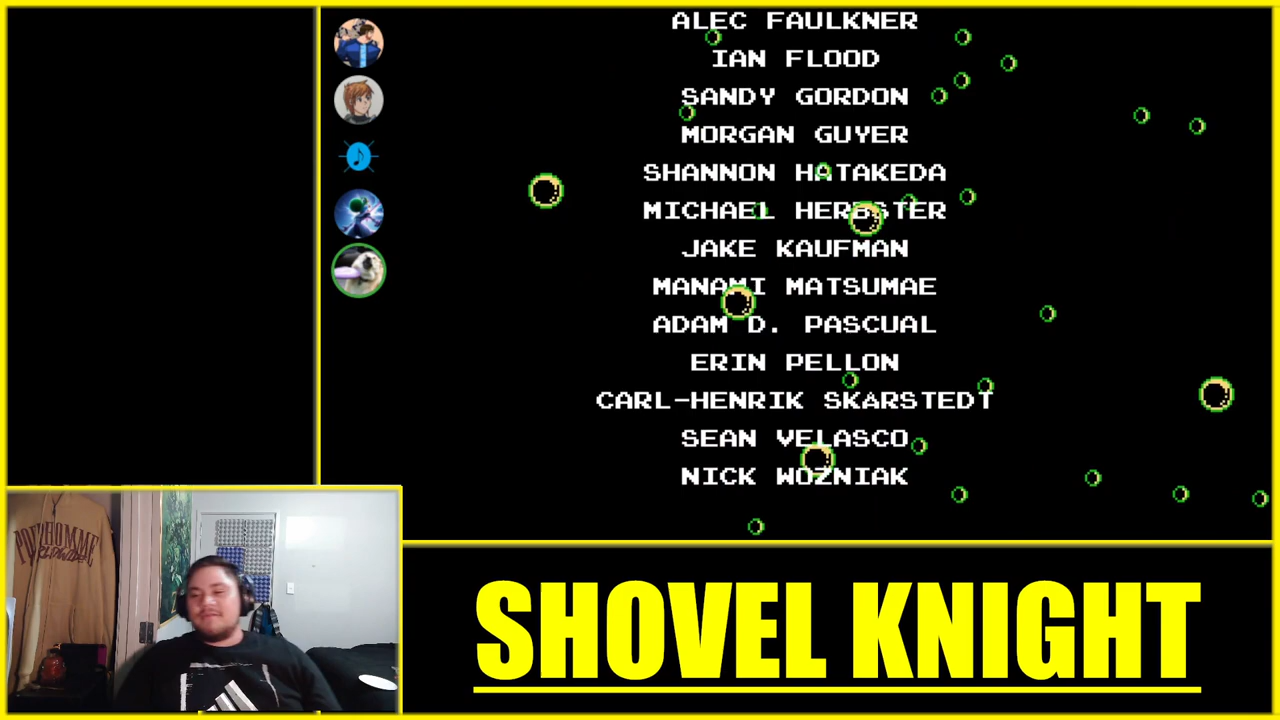 ALEC FAULKNER
IAN FLOOD
SANDY GORDON
MORGAN GUYER
SHANNON HATAKEDA
MICHAEL HERBSTER
JAKE KAUFMAN
MANAMI MATSUMAE
ADAM D. PASCUAL
ERIN PELLON
CARL-HENRIK SKARSTEDT
SEAN VELASCO
NICK WOZNIAK
SHOVEL KNIGHT